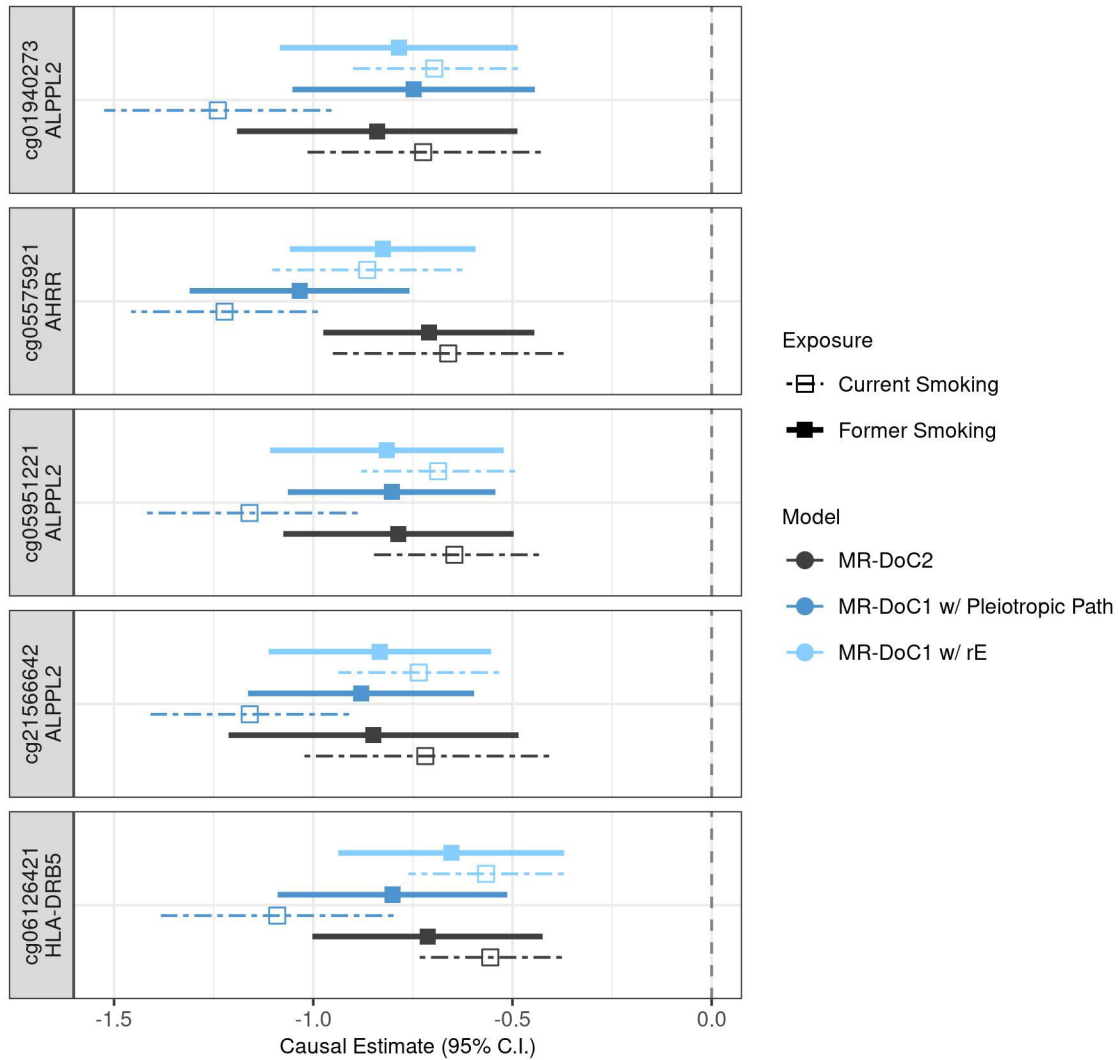 cg01940273
ALPPL2
cg05575921
AHRR
cg05951221
ALPPL2
cg21566642
ALPPL2
cg06126421
HLA-DRB5
-1.5
-1.0
-0.5
0.0
Causal Estimate (95% C.I.)
Exposure
Current Smoking
Former Smoking
Model
MR-DoC2
MR-DoC1 w/ Pleiotropic Path
MR-DoC1 w/ rE